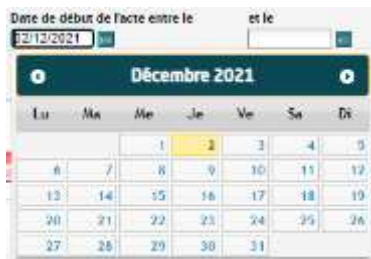 Date de début de l'acte entre le et le
02/12/2021
Décembre 2021
Lu Ma Me Je Ve Sa Di
1 2 3 4 5
6 7 8 9 10 11 12
13 14 15 16 17 18 19
20 21 22 23 24 25 26
27 28 29 30 31